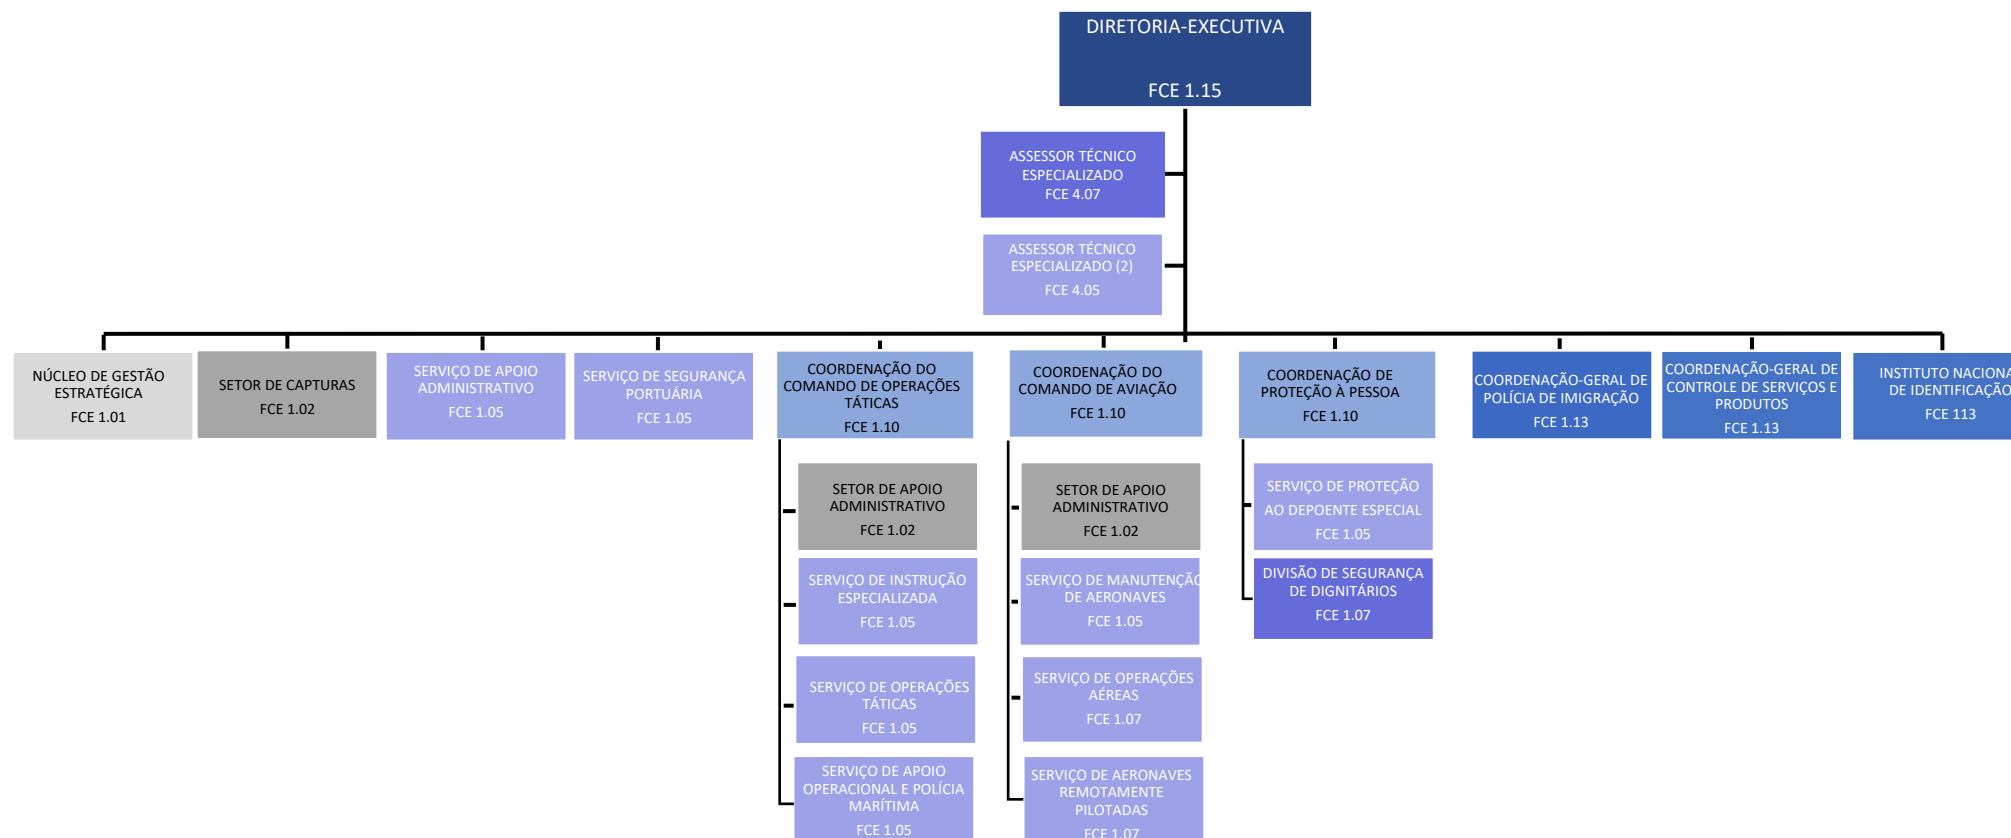 DIRETORIA-EXECUTIVA
FCE 1.15
ASSESSOR TÉCNICO
ESPECIALIZADO
FCE 4.07
ASSESSOR TÉCNICO
ESPECIALIZADO (2)
FCE 4.05
NÚCLEO DE GESTÃO
ESTRATÉGICA
FCE 1.01
SETOR DE CAPTURAS
FCE 1.02
SERVIÇO DE APOIO
ADMINISTRATIVO
FCE 1.05
SERVIÇO DE SEGURANÇA
PORTUÁRIA
FCE 1.05
COORDENAÇÃO DO
COMANDO DE OPERAÇÕES
TÁTICAS
FCE 1.10
COORDENAÇÃO DO
COMANDO DE AVIAÇÃO
FCE 1.10
COORDENAÇÃO DE
PROTEÇÃO À PESSOA
FCE 1.10
COORDENAÇÃO-GERAL DE
POLÍCIA DE IMIGRAÇÃO
FCE 1.13
COORDENAÇÃO-GERAL DE
CONTROLE DE SERVIÇOS E
PRODUTOS
FCE 1.13
INSTITUTO NACIONA
DE IDENTIFICAÇÃO
FCE 113
SETOR DE APOIO
ADMINISTRATIVO
FCE 1.02
SERVIÇO DE INSTRUÇÃO
ESPECIALIZADA
FCE 1.05
SERVIÇO DE OPERAÇÕES
TÁTICAS
FCE 1.05
SERVIÇO DE APOIO
OPERACIONAL E POLÍCIA
MARÍTIMA
FCE 1.05
SETOR DE APOIO
ADMINISTRATIVO
FCE 1.02
SERVIÇO DE MANUTENÇÃO
DE AERONAVES
FCE 1.05
SERVIÇO DE OPERAÇÕES
AÉREAS
FCE 1.07
SERVIÇO DE AERONAVES
REMOTAMENTE
PILOTADAS
FCE 1.07
SERVIÇO DE PROTEÇÃO
AO DEPOENTE ESPECIAL
FCE 1.05
DIVISÃO DE SEGURANÇA
DE DIGNITÁRIOS
FCE 1.07